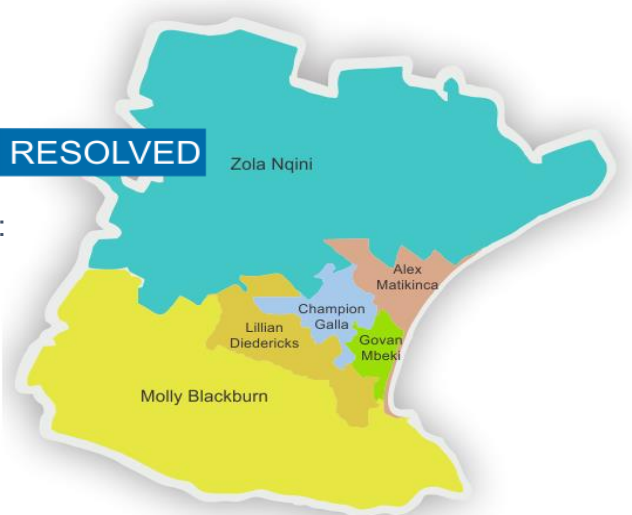 RESOLVED
Zola Nqini
:
Alex
Matikinca
Champion
Galla
Lillian
Diedericks
Govan
Mbeki
Molly Blackburn